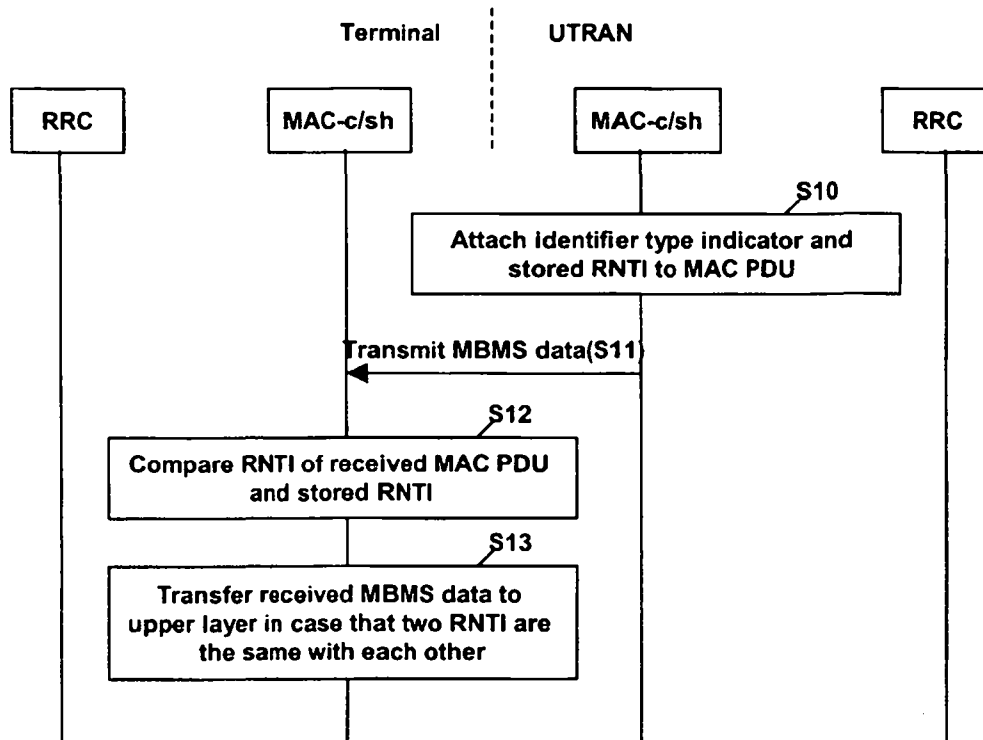 Terminal
UTRAN
RRC
MAC-c/sh
MAC-c/sh
RRC
S10
Attach identifier type indicator and
stored RNTI to MAC PDU
Transmit MBMS data(S11)
S12
Compare RNTI of received MAC PDU
and stored RNTI
S13
Transfer received MBMS data to
upper layer in case that two RNTI are
the same with each other